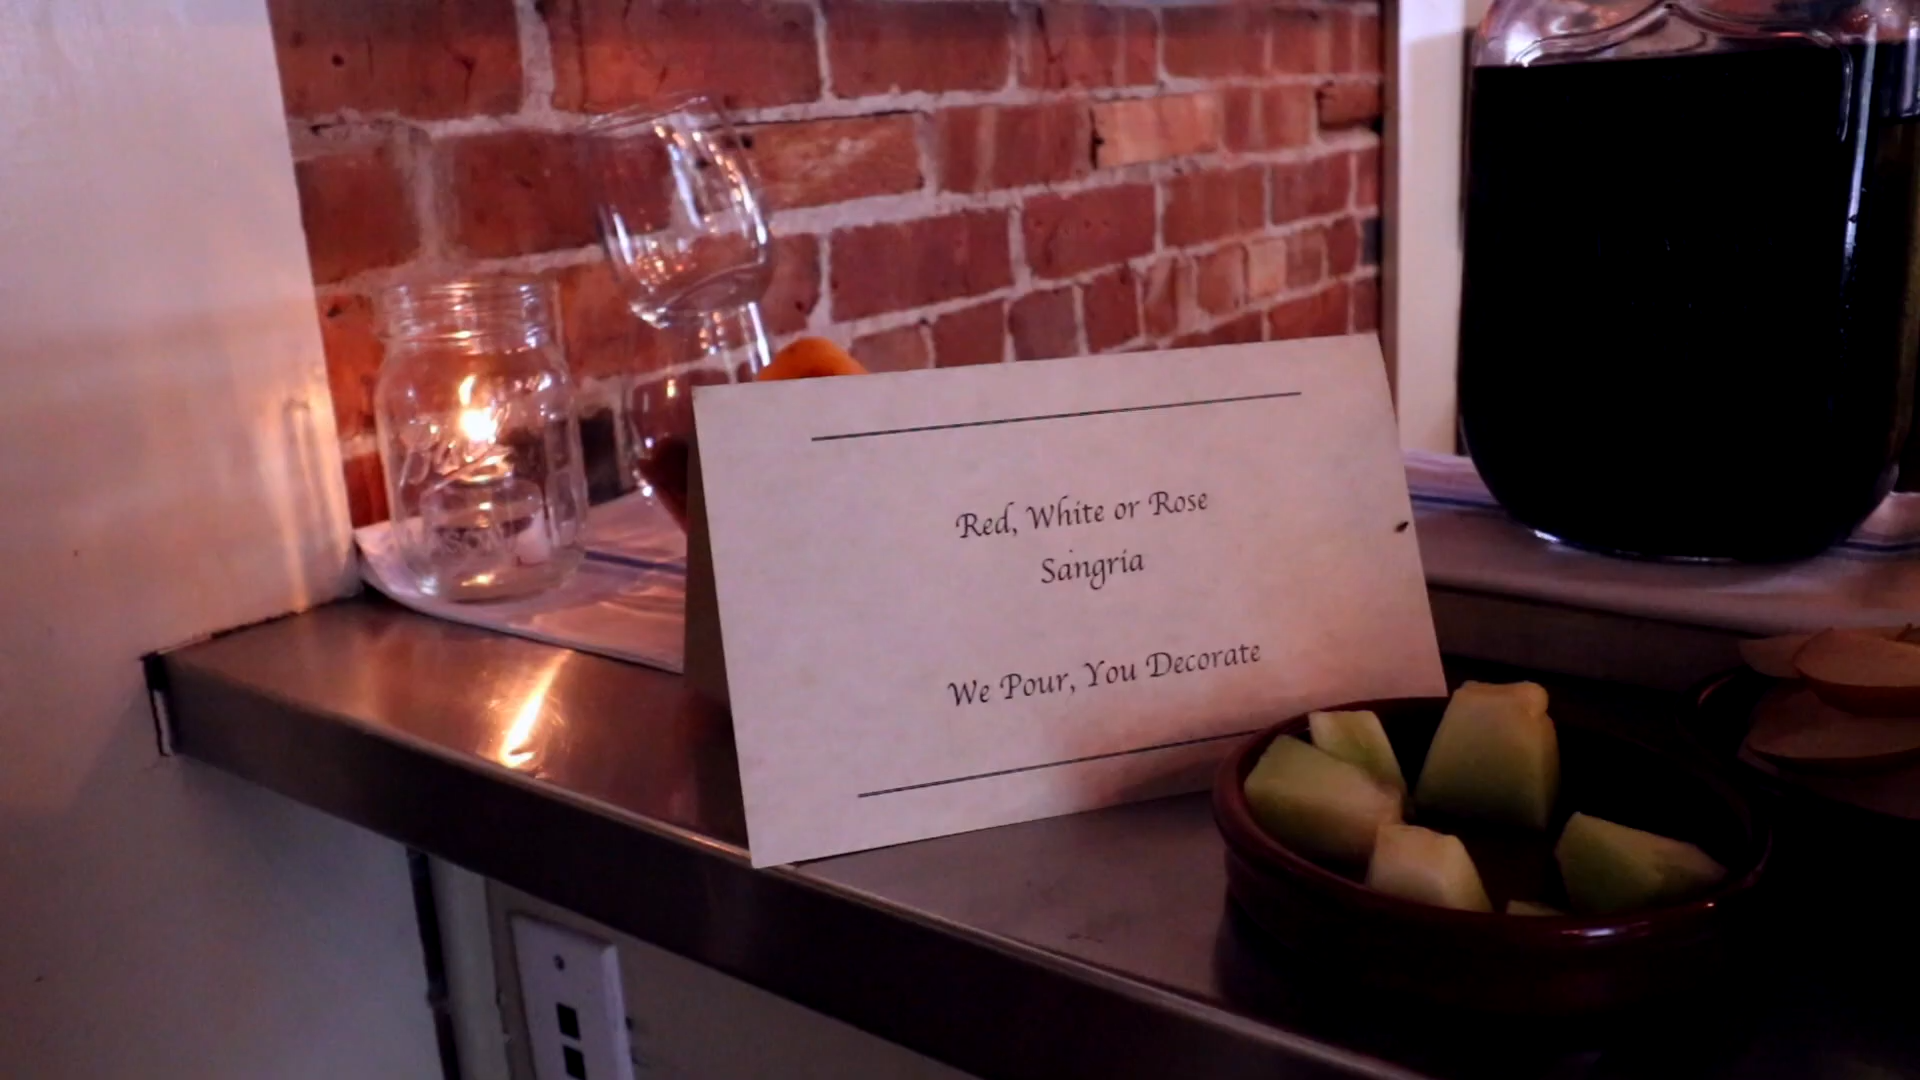 Red, White or Rose
Sangria
We Pour, You Decorate